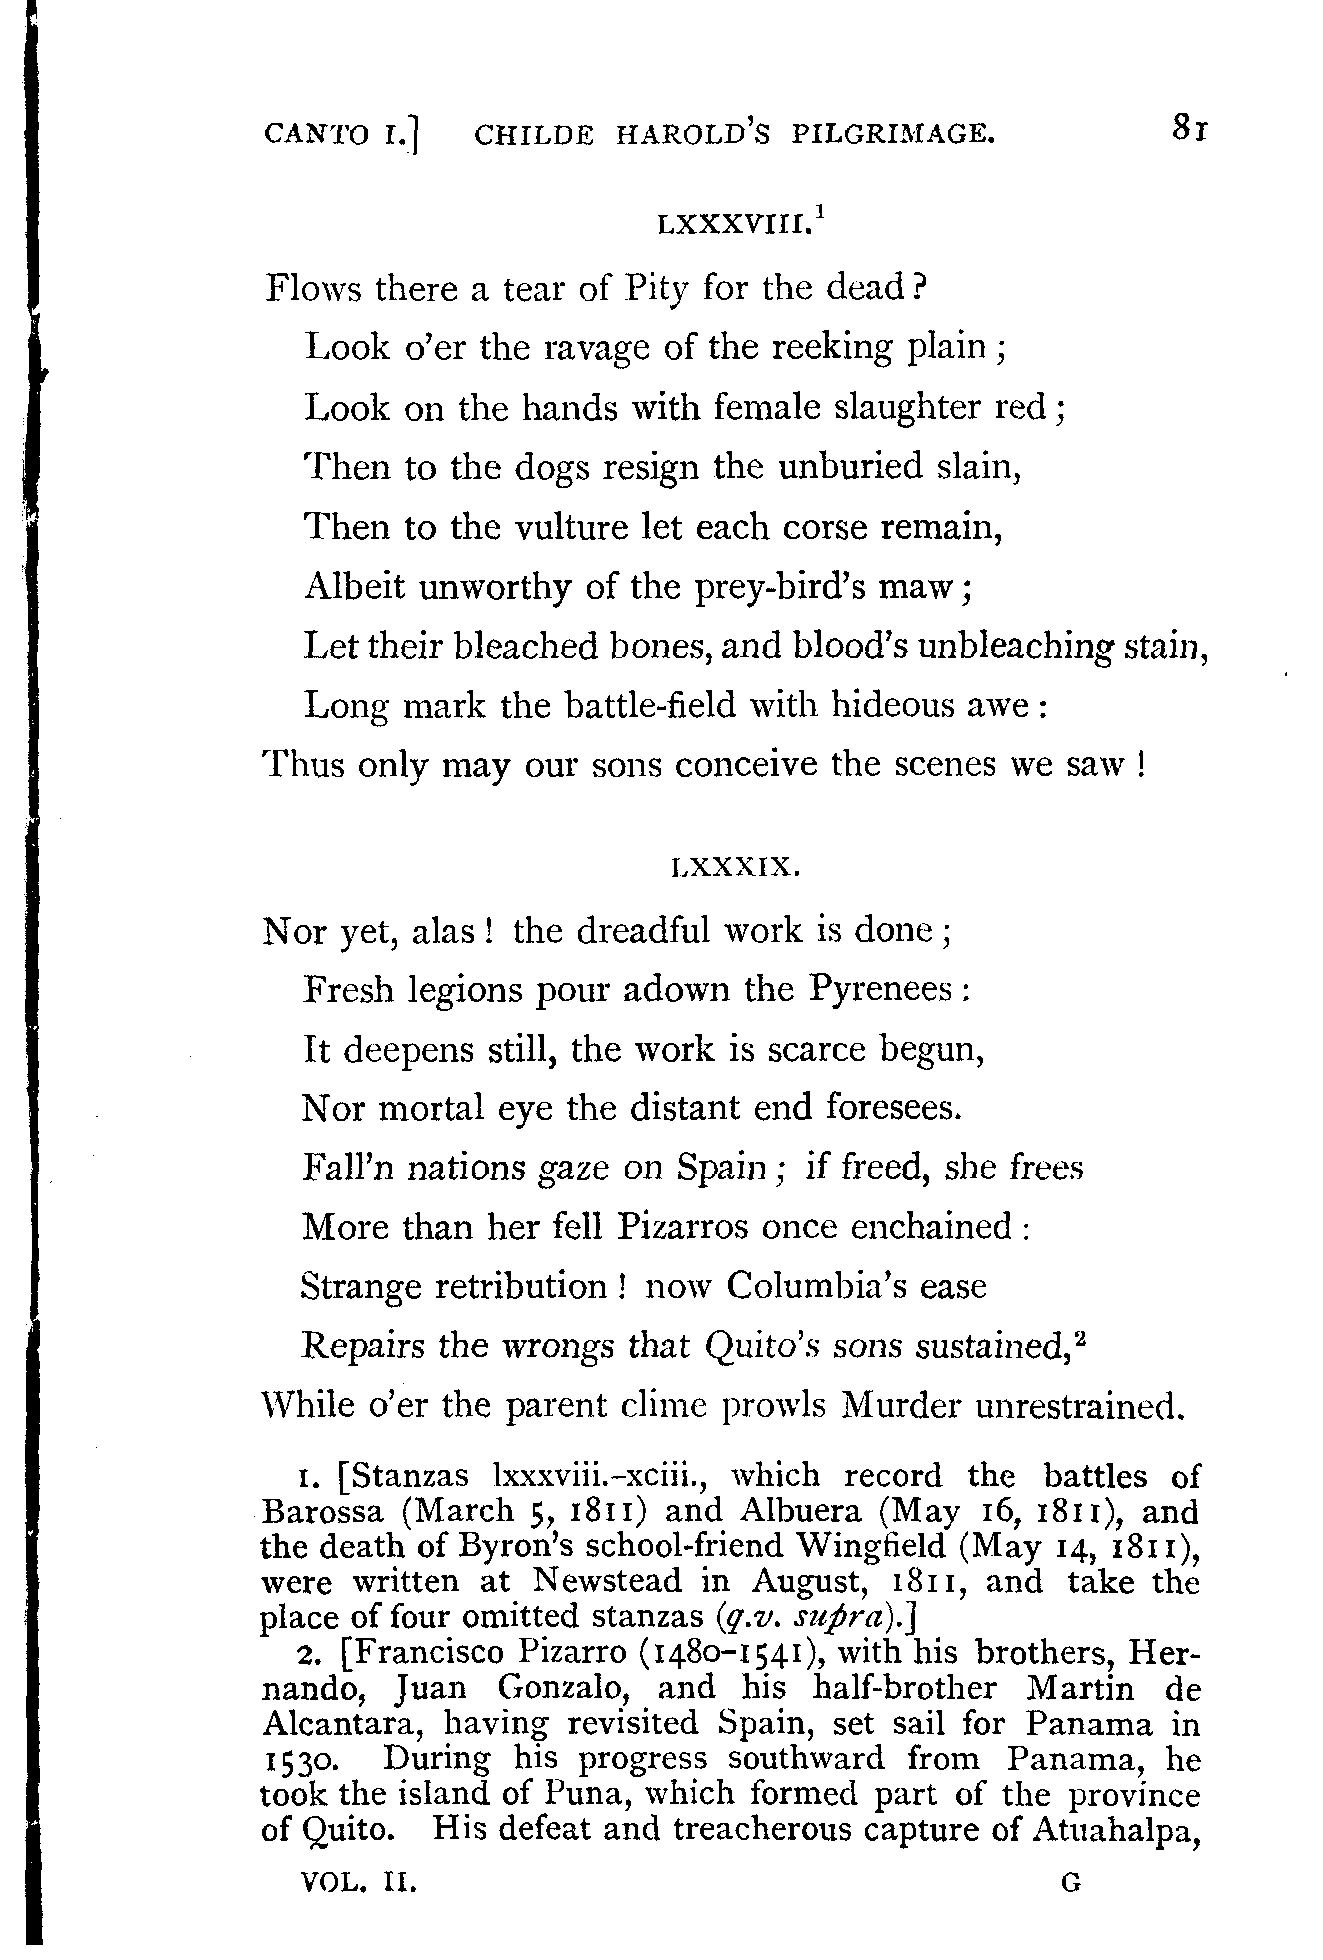 CANTO I.] CHILDE HAROLD'S PILGRIMAGE. 81
LXXXVIII.¹
Flows there a tear of Pity for the dead?
Look o'er the ravage of the reeking plain;
Look on the hands with female slaughter red;
Then to the dogs resign the unburied slain,
Then to the vulture let each corse remain,
Albeit unworthy of the prey-bird's maw;
Let their bleached bones, and blood's unbleaching stain,
Long mark the battle-field with hideous awe:
Thus only may our sons conceive the scenes we saw!
LXXXIX.
Nor yet, alas! the dreadful work is done;
Fresh legions pour adown the Pyrenees:
It deepens still, the work is scarce begun,
Nor mortal eye the distant end foresees.
Fall'n nations gaze on Spain; if freed, she frees
More than her fell Pizarros once enchained:
Strange retribution! now Columbia's ease
Repairs the wrongs that Quito's sons sustained,²
While o'er the parent clime prowls Murder unrestrained.
1. [Stanzas lxxxviii.–xciii., which record the battles of
Barossa (March 5, 1811) and Albuera (May 16, 1811), and
the death of Byron's school-friend Wingfield (May 14, 1811),
were written at Newstead in August, 1811, and take the
place of four omitted stanzas (q.v. supra).]
2. [Francisco Pizarro (1480–1541), with his brothers, Her-
nando, Juan Gonzalo, and his half-brother Martin de
Alcantara, having revisited Spain, set sail for Panama in
1530. During his progress southward from Panama, he
took the island of Puna, which formed part of the province
of Quito. His defeat and treacherous capture of Atuahalpa,
VOL. II. G